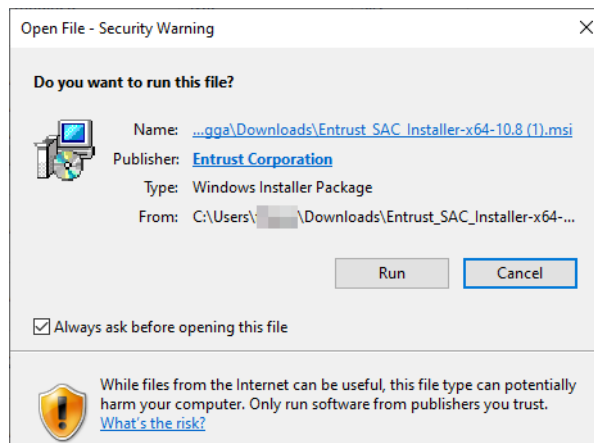 Open File - Security Warning
Do you want to run this file?
Name: ...gga\Downloads\Entrust_SAC_Installer-x64-10.8 (1).msi
Publisher: Entrust Corporation
Type: Windows Installer Package
From: C:\Users\ \Downloads\Entrust_SAC_Installer-x64-...
Run Cancel
Always ask before opening this file
While files from the Internet can be useful, this file type can potentially
harm your computer. Only run software from publishers you trust.
What's the risk?